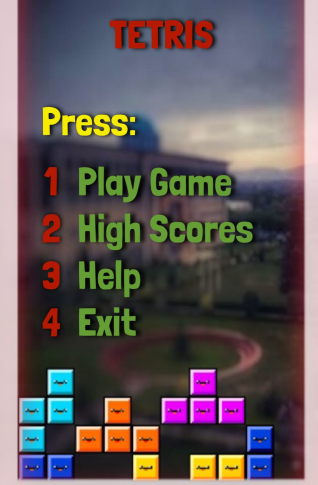 TETRIS
Press:
1 Play Game
2 High Scores
3 Help
4 Exit